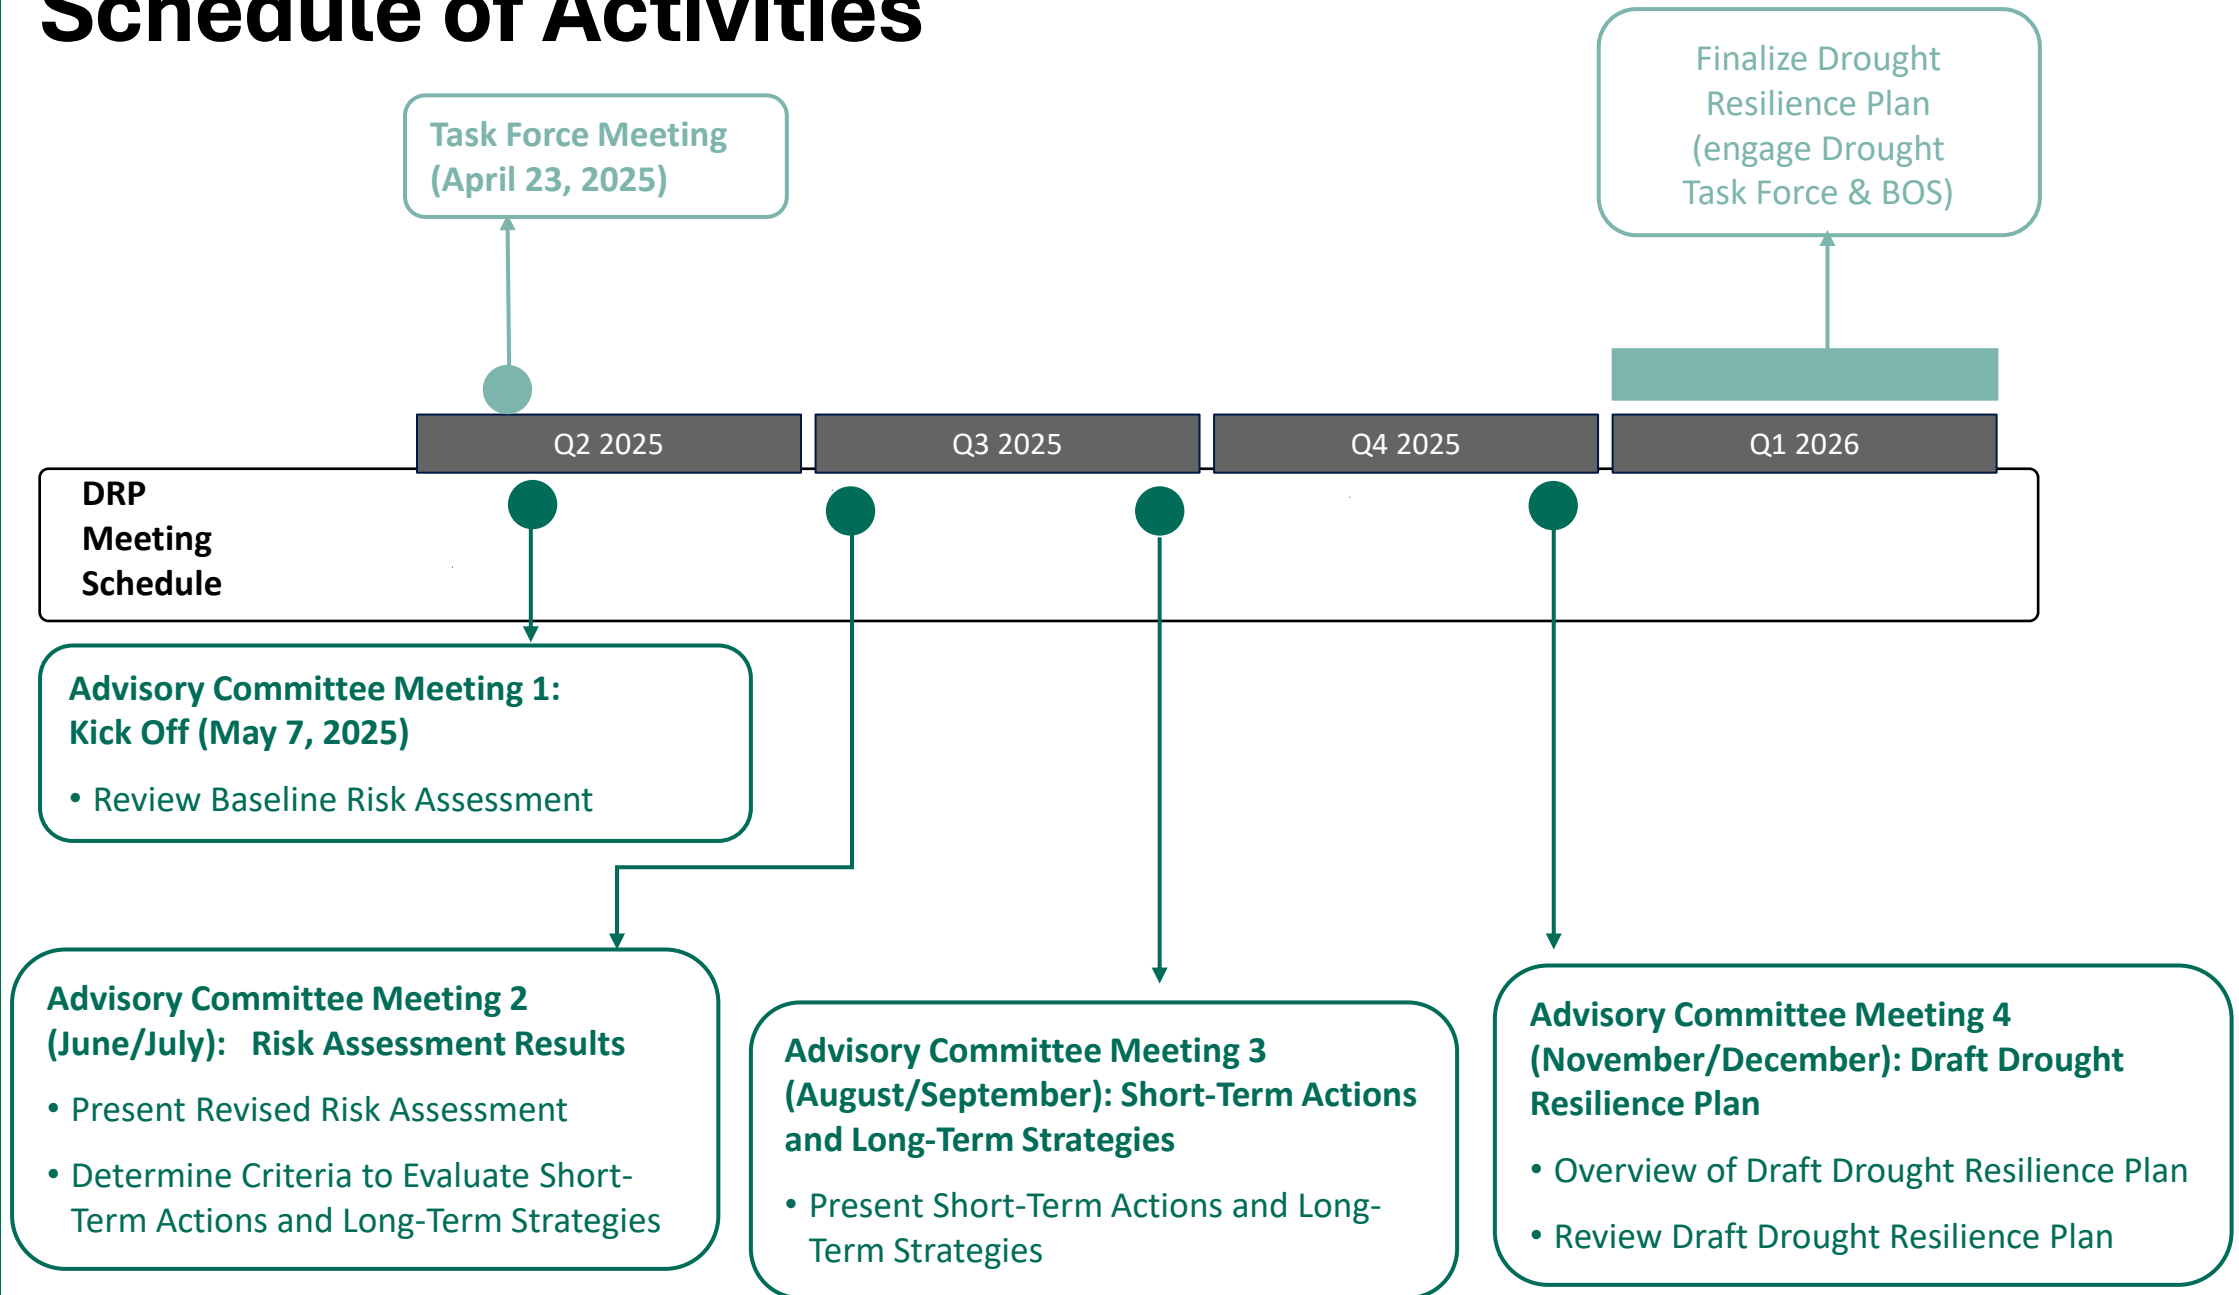 Schedule of Activities
Finalize Drought
Resilience Plan
(engage Drought
Task Force & BOS)
Task Force Meeting
(April 23, 2025)
Q2 2025
Q3 2025
Q4 2025
Q1 2026
DRP
Meeting
Schedule
Advisory Committee Meeting 1:
Kick Off (May 7, 2025)
• Review Baseline Risk Assessment
Advisory Committee Meeting 2
(June/July):   Risk Assessment Results
• Present Revised Risk Assessment
• Determine Criteria to Evaluate Short-
Term Actions and Long-Term Strategies
Advisory Committee Meeting 3
(August/September): Short-Term Actions
and Long-Term Strategies
• Present Short-Term Actions and Long-
Term Strategies
Advisory Committee Meeting 4
(November/December): Draft Drought
Resilience Plan
• Overview of Draft Drought Resilience Plan
• Review Draft Drought Resilience Plan